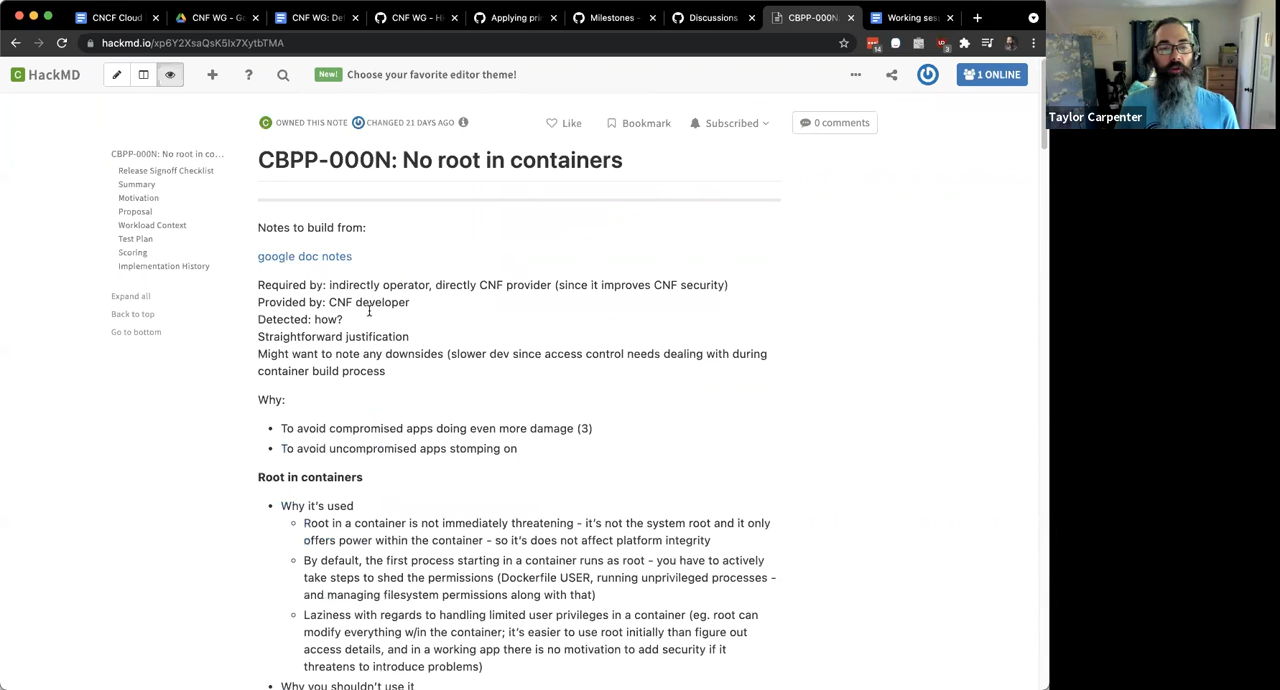 CNCF Cloud
CNF WG - Go
CNF WG: Del
CNF WG - Hi
Applying pri
Milestones -
Discussions
CBPP-000N
Working ses
hackmd.io/xp6Y2XsaQsK5Ix7XytbTMA
14
3
HackMD
New!
Choose your favorite editor theme!
1 ONLINE
Taylor Carpenter
OWNED THIS NOTE
CHANGED 21 DAYS AGO
Like
Bookmark
Subscribed
0 comments
CBPP-000N: No root in co...
Release Signoff Checklist
Summary
Motivation
Proposal
Workload Context
Test Plan
Scoring
Implementation History
Expand all
Back to top
Go to bottom
CBPP-000N: No root in containers
Notes to build from:
google doc notes
Required by: indirectly operator, directly CNF provider (since it improves CNF security)
Provided by: CNF developer
Detected: how?
Straightforward justification
Might want to note any downsides (slower dev since access control needs dealing with during
container build process
Why:
• To avoid compromised apps doing even more damage (3)
• To avoid uncompromised apps stomping on
Root in containers
• Why it's used
Root in a container is not immediately threatening - it's not the system root and it only
offers power within the container - so it's does not affect platform integrity
By default, the first process starting in a container runs as root - you have to actively
take steps to shed the permissions (Dockerfile USER, running unprivileged processes -
and managing filesystem permissions along with that)
Laziness with regards to handling limited user privileges in a container (eg. root can
modify everything w/in the container; it's easier to use root initially than figure out
access details, and in a working app there is no motivation to add security if it
threatens to introduce problems)
• Why you shouldn't use it